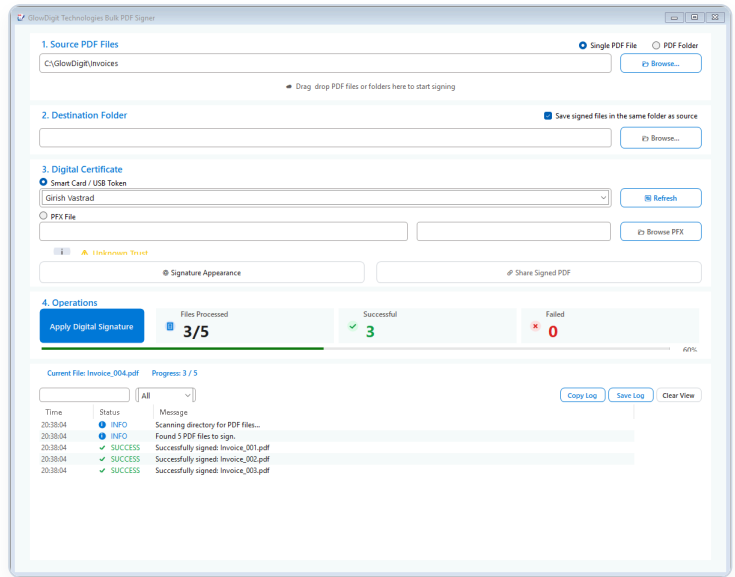 GlowDigit Technologies Bulk PDF Signer
1. Source PDF Files
Single PDF File
PDF Folder
C:\GlowDigit\Invoices
Browse...
Drag drop PDF files or folders here to start signing
2. Destination Folder
Save signed files in the same folder as source
Browse...
3. Digital Certificate
Smart Card / USB Token
Girish Vastrad
Refresh
PFX File
Browse PFX
Unknown Trust
Signature Appearance
Share Signed PDF
4. Operations
Apply Digital Signature
Files Processed
3/5
Successful
3
Failed
0
60%
Current File: Invoice_004.pdf Progress: 3 / 5
All
Copy Log
Save Log
Clear View
Time Status Message
20:38:04 INFO Scanning directory for PDF files...
20:38:04 INFO Found 5 PDF files to sign.
20:38:04 SUCCESS Successfully signed: Invoice_001.pdf
20:38:04 SUCCESS Successfully signed: Invoice_002.pdf
20:38:04 SUCCESS Successfully signed: Invoice_003.pdf